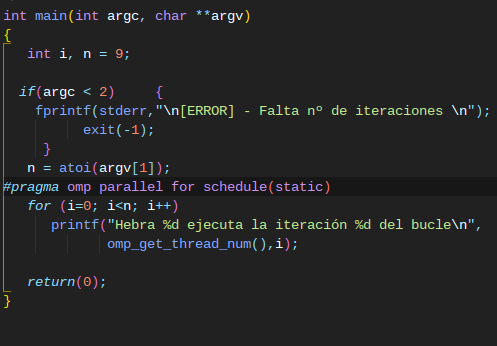 int main(int argc, char **argv)
{
int i, n = 9;
if(argc < 2) {
fprintf(stderr,"\n[ERROR] - Falta nº de iteraciones \n");
exit(-1);
}
n = atoi(argv[1]);
#pragma omp parallel for schedule(static)
for (i=0; i<n; i++)
printf("Hebra %d ejecuta la iteración %d del bucle\n",
omp_get_thread_num(),i);
return(0);
}